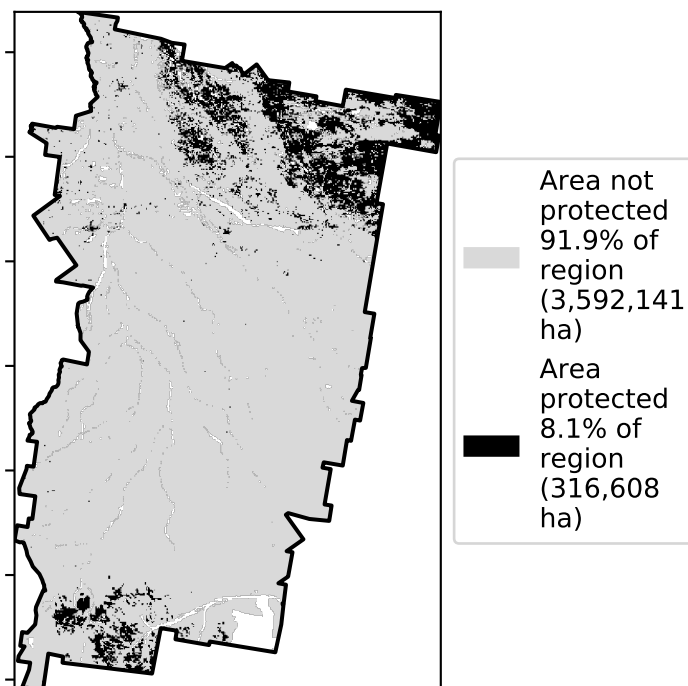 Area not
protected
91.9% of
region
(3,592,141
ha)
Area
protected
8.1% of
region
(316,608
ha)